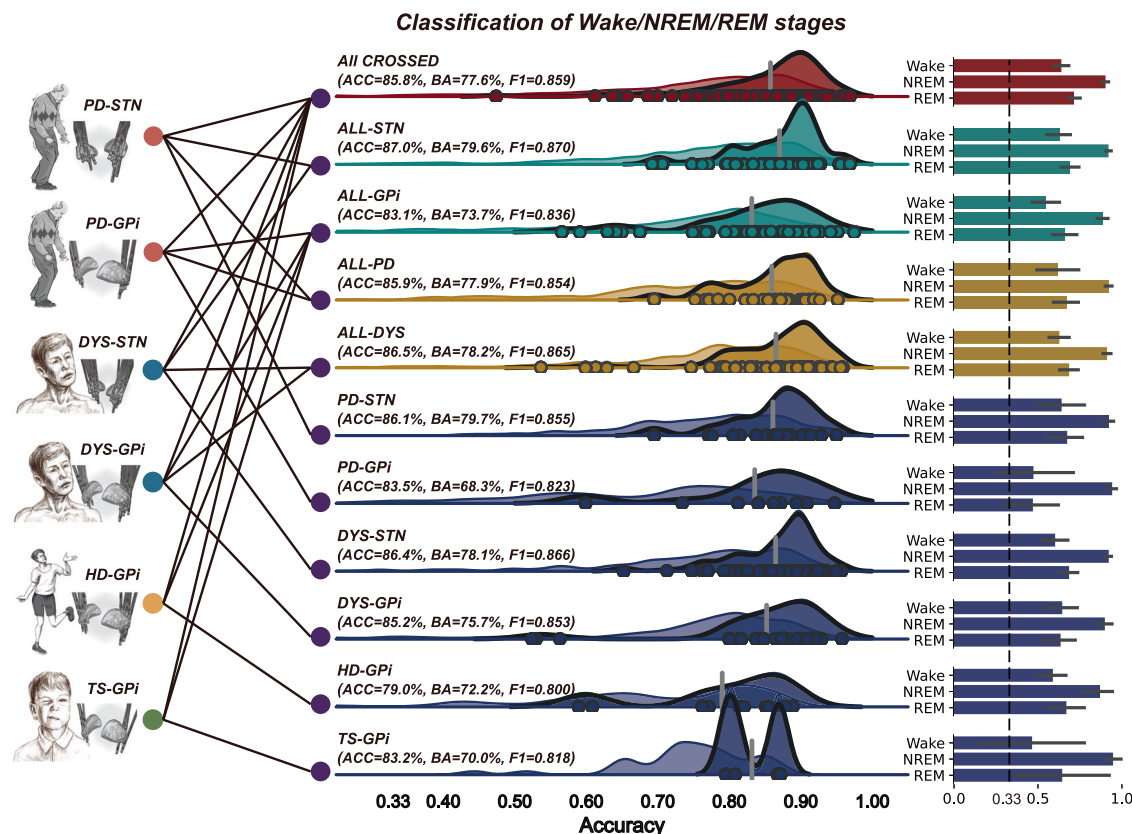 Classification of Wake/NREM/REM stages
PD-STN
PD-GPi
DYS-STN
DYS-GPi
HD-GPi
TS-GPi
All CROSSED
(ACC=85.8%, BA=77.6%, F1=0.859)
ALL-STN
(ACC=87.0%, BA=79.6%, F1=0.870)
ALL-GPi
(ACC=83.1%, BA=73.7%, F1=0.836)
ALL-PD
(ACC=85.9%, BA=77.9%, F1=0.854)
ALL-DYS
(ACC=86.5%, BA=78.2%, F1=0.865)
PD-STN
(ACC=86.1%, BA=79.7%, F1=0.855)
PD-GPi
(ACC=83.5%, BA=68.3%, F1=0.823)
DYS-STN
(ACC=86.4%, BA=78.1%, F1=0.866)
DYS-GPi
(ACC=85.2%, BA=75.7%, F1=0.853)
HD-GPi
(ACC=79.0%, BA=72.2%, F1=0.800)
TS-GPi
(ACC=83.2%, BA=70.0%, F1=0.818)
0.33 0.40 0.50 0.60 0.70 0.80 0.90 1.00
Accuracy
Wake
NREM
REM
Wake
NREM
REM
Wake
NREM
REM
Wake
NREM
REM
Wake
NREM
REM
Wake
NREM
REM
Wake
NREM
REM
Wake
NREM
REM
Wake
NREM
REM
Wake
NREM
REM
Wake
NREM
REM
0.0 0.33 0.5 1.0